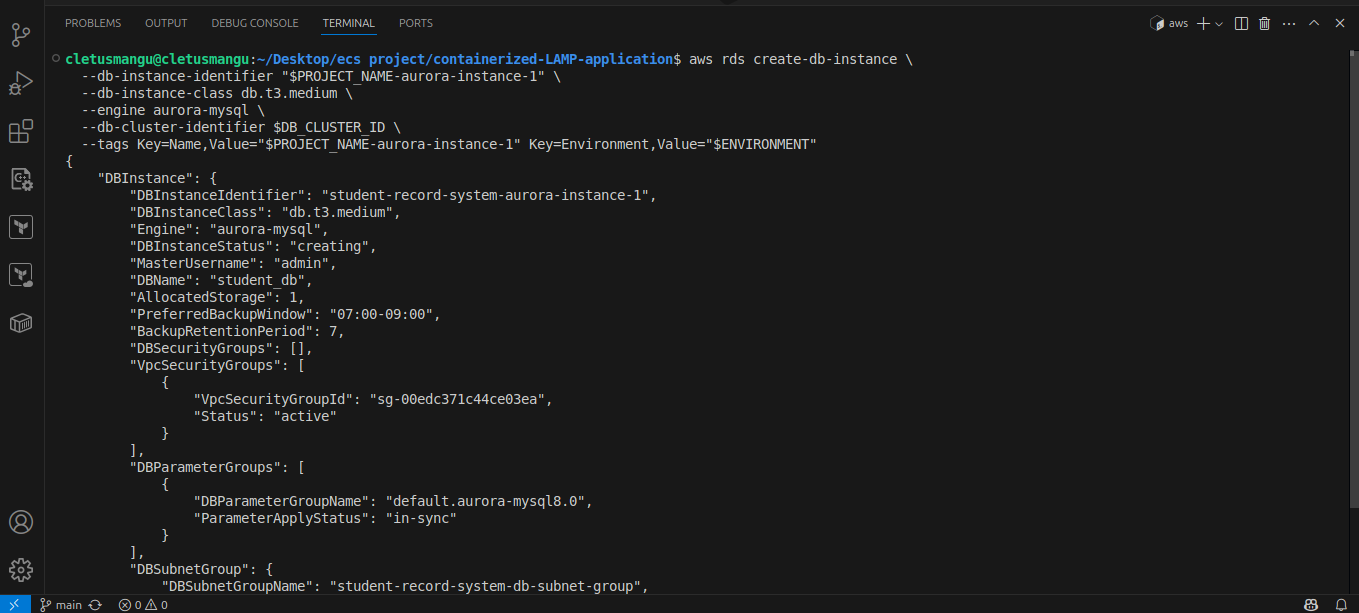 PROBLEMS OUTPUT DEBUG CONSOLE TERMINAL PORTS aws
cletusmangu@cletusmangu:~/Desktop/ecs project/containerized-LAMP-application$ aws rds create-db-instance \
--db-instance-identifier "$PROJECT_NAME-aurora-instance-1" \
--db-instance-class db.t3.medium \
--engine aurora-mysql \
--db-cluster-identifier $DB_CLUSTER_ID \
--tags Key=Name,Value="$PROJECT_NAME-aurora-instance-1" Key=Environment,Value="$ENVIRONMENT"
{
"DBInstance": {
"DBInstanceIdentifier": "student-record-system-aurora-instance-1",
"DBInstanceClass": "db.t3.medium",
"Engine": "aurora-mysql",
"DBInstanceStatus": "creating",
"MasterUsername": "admin",
"DBName": "student_db",
"AllocatedStorage": 1,
"PreferredBackupWindow": "07:00-09:00",
"BackupRetentionPeriod": 7,
"DBSecurityGroups": [],
"VpcSecurityGroups": [
{
"VpcSecurityGroupId": "sg-00edc371c44ce03ea",
"Status": "active"
}
],
"DBParameterGroups": [
{
"DBParameterGroupName": "default.aurora-mysql8.0",
"ParameterApplyStatus": "in-sync"
}
],
"DBSubnetGroup": {
"DBSubnetGroupName": "student-record-system-db-subnet-group",
main 0 0